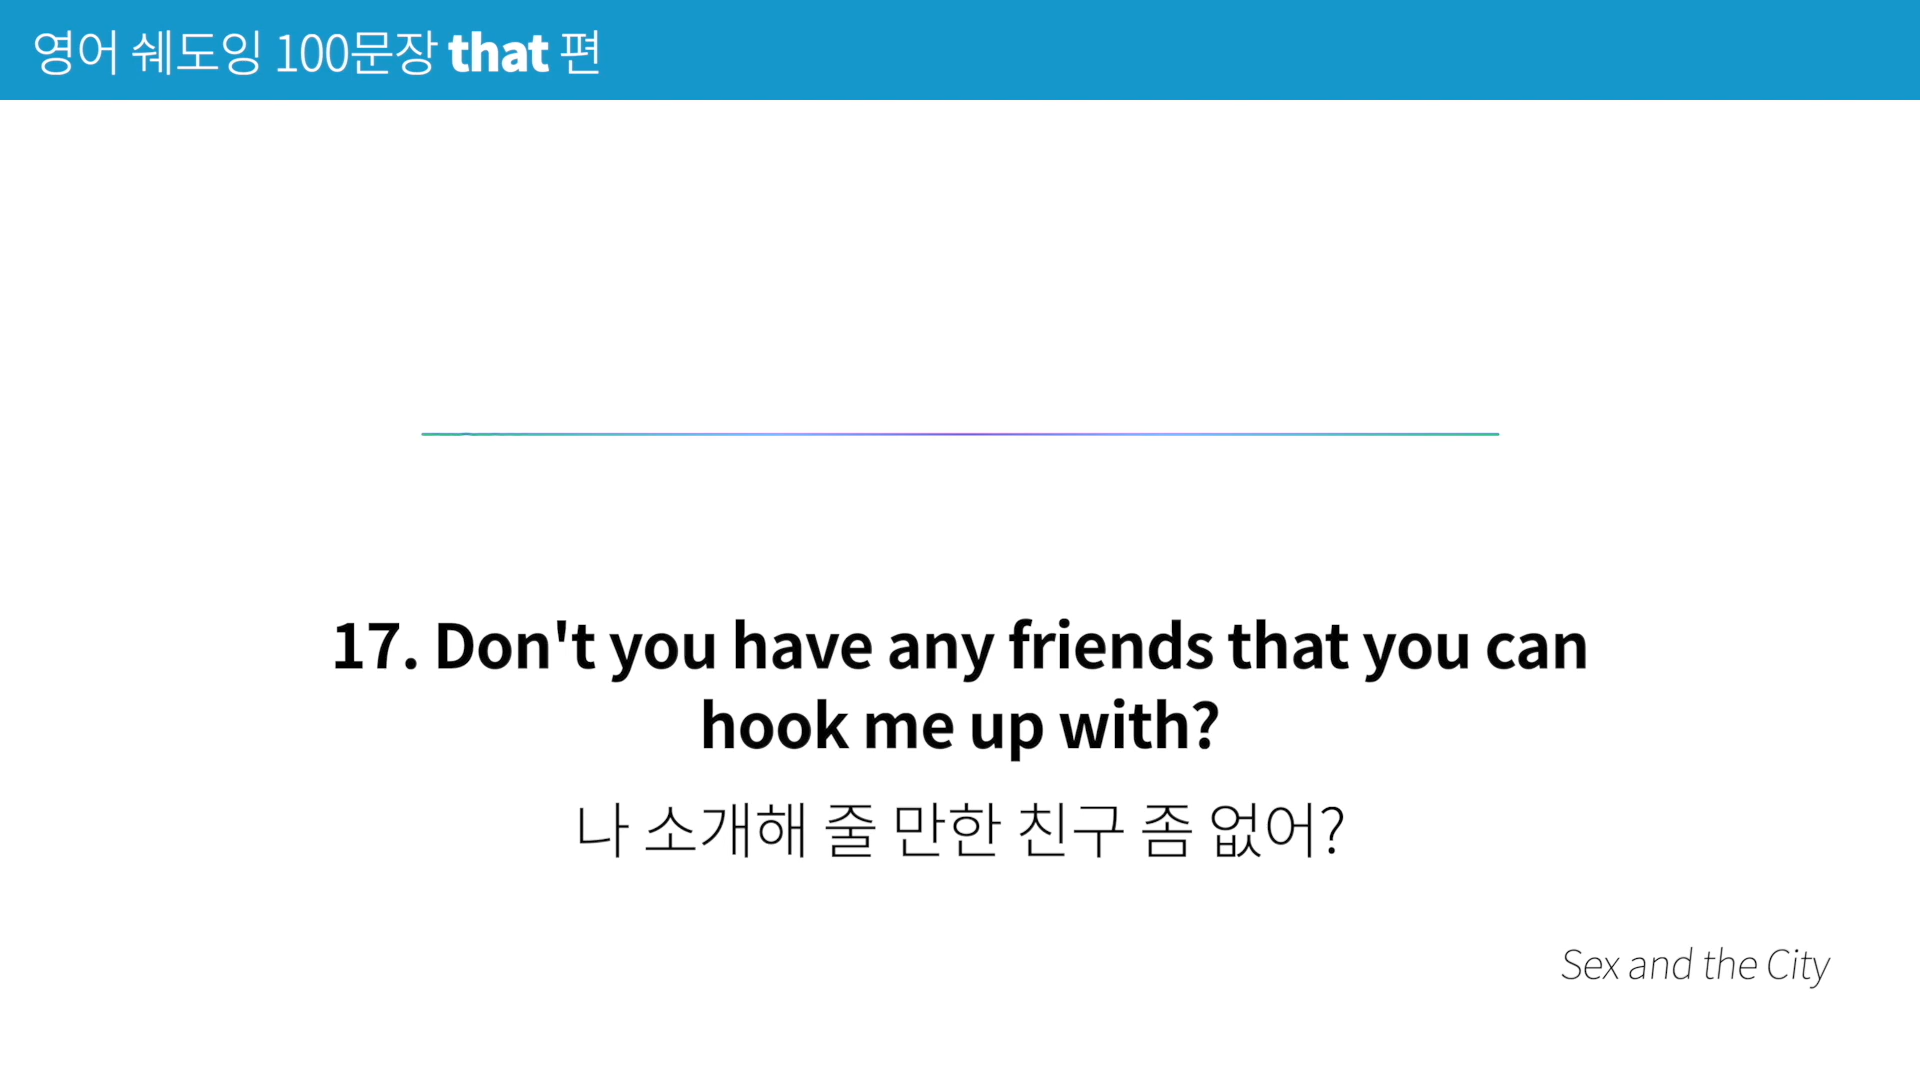 영어 쉐도잉 100문장 that 편
17. Don't you have any friends that you can
hook me up with?
나 소개해 줄 만한 친구 좀 없어?
Sex and the City